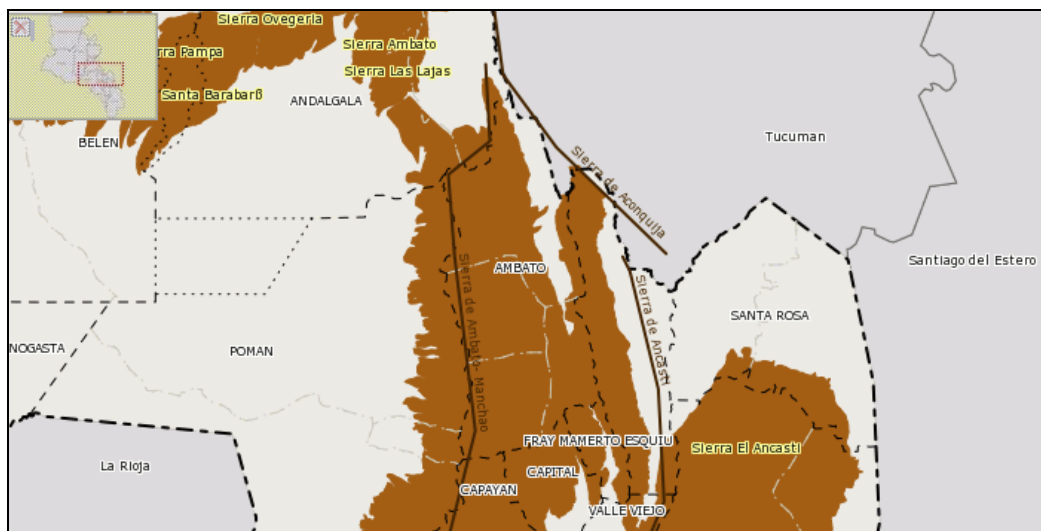 Sierra Ovegeria
Sierra Ambato
rra Pampa
Sierra Las Lajas
Santa Barabarß
ANDALGALA
BELEN
Tucuman
Sierra de Aconquija
Santiago del Estero
AMBATO
Sierra de Ambato- Manchao
Sierra de Ancasti
SANTA ROSA
NOGASTA
POMAN
FRAY MAMERTO ESQUIU
Sierra El Ancasti
La Rioja
CAPITAL
CAPAYAN
VALLE VIEJO